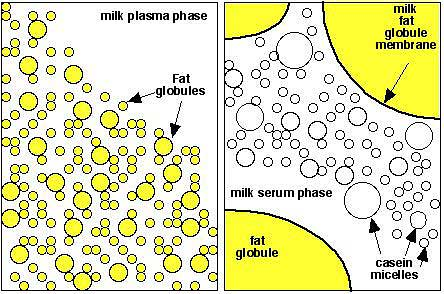 milk plasma phase
Fat
globules
milk
fat
globule
membrane
milk serum phase
fat
globule
casein
micelles